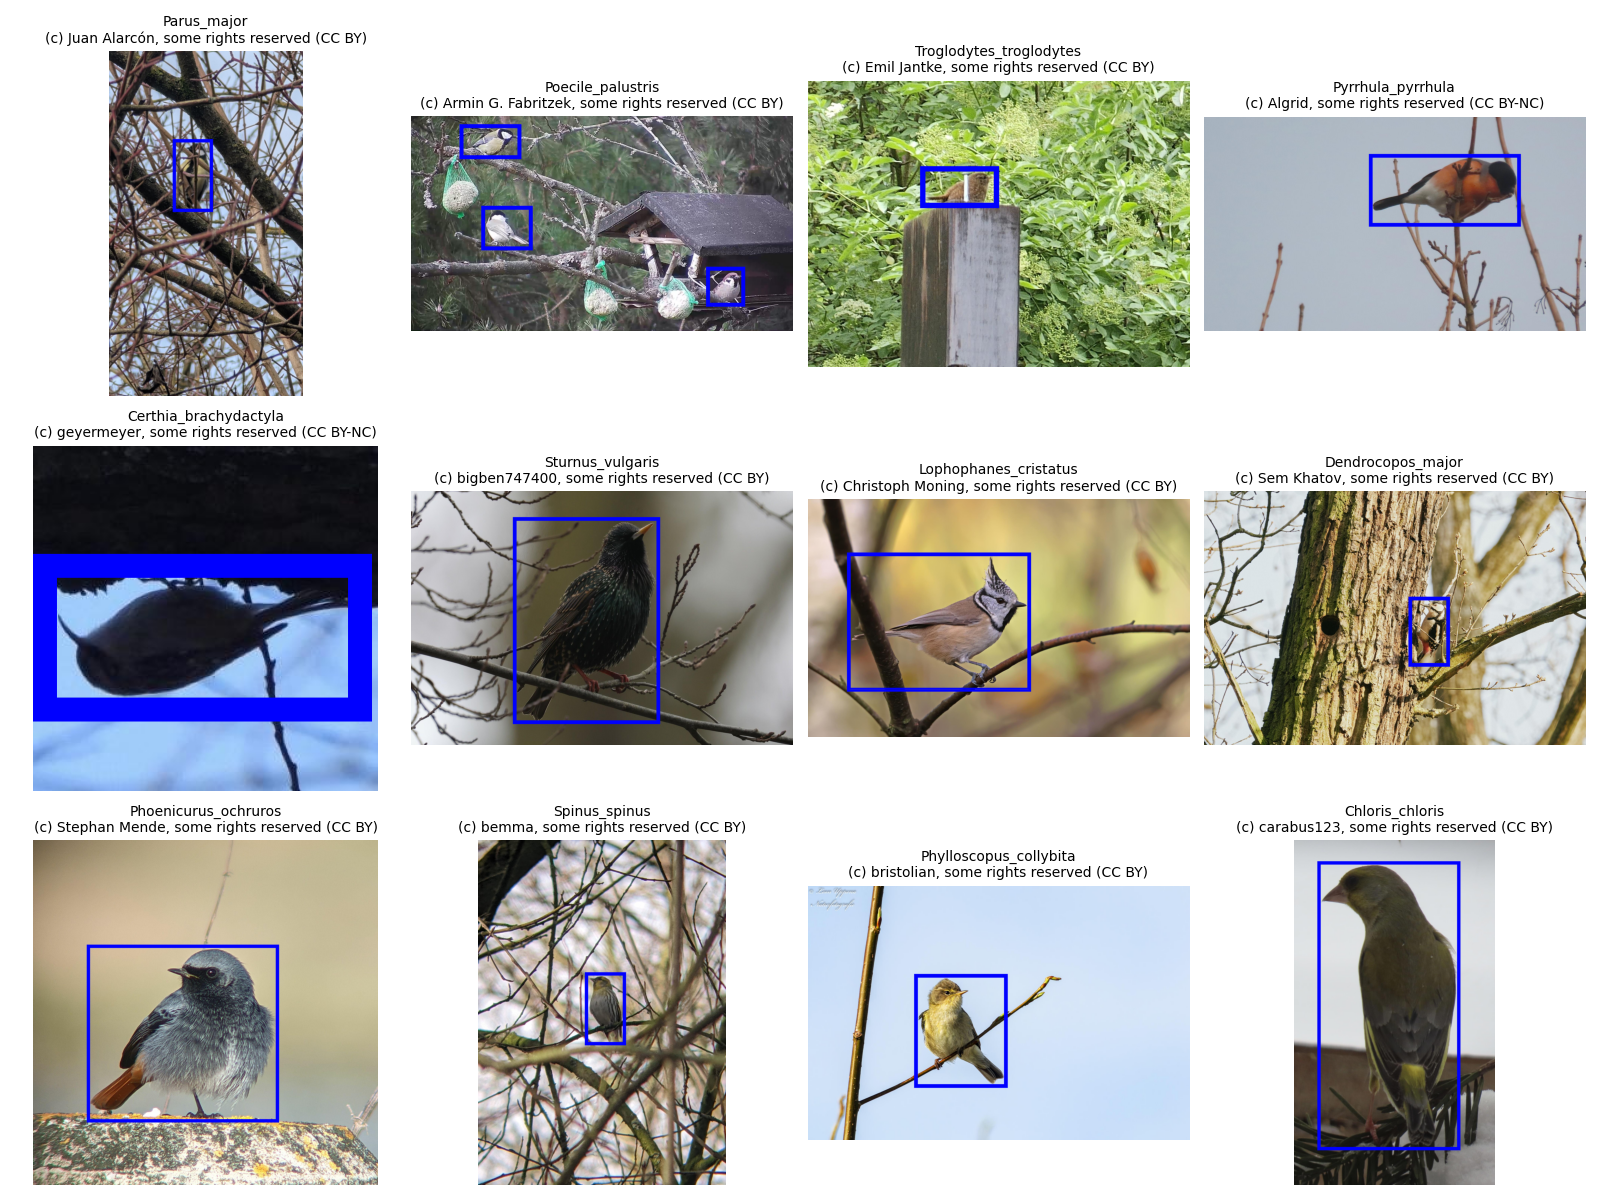 Parus_major
(c) Juan Alarcón, some rights reserved (CC BY)
Poecile_palustris
(c) Armin G. Fabritzek, some rights reserved (CC BY)
Troglodytes_troglodytes
(c) Emil Jantke, some rights reserved (CC BY)
Pyrrhula_pyrrhula
(c) Algrid, some rights reserved (CC BY-NC)
Certhia_brachydactyla
(c) geyermeyer, some rights reserved (CC BY-NC)
Sturnus_vulgaris
(c) bigben747400, some rights reserved (CC BY)
Lophophanes_cristatus
(c) Christoph Moning, some rights reserved (CC BY)
Dendrocopos_major
(c) Sem Khatov, some rights reserved (CC BY)
Phoenicurus_ochruros
(c) Stephan Mende, some rights reserved (CC BY)
Spinus_spinus
(c) bemma, some rights reserved (CC BY)
Phylloscopus_collybita
(c) bristolian, some rights reserved (CC BY)
Chloris_chloris
(c) carabus123, some rights reserved (CC BY)